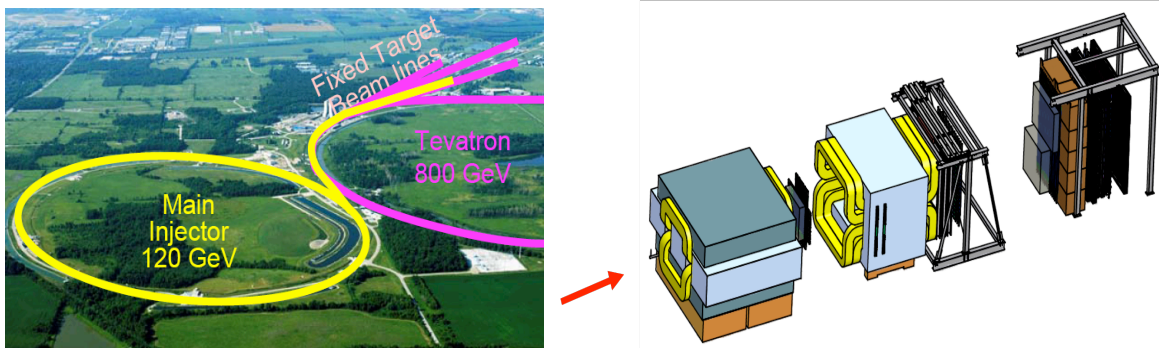 Fixed Target
Beam lines
Tevatron
800 GeV
Main
Injector
120 GeV